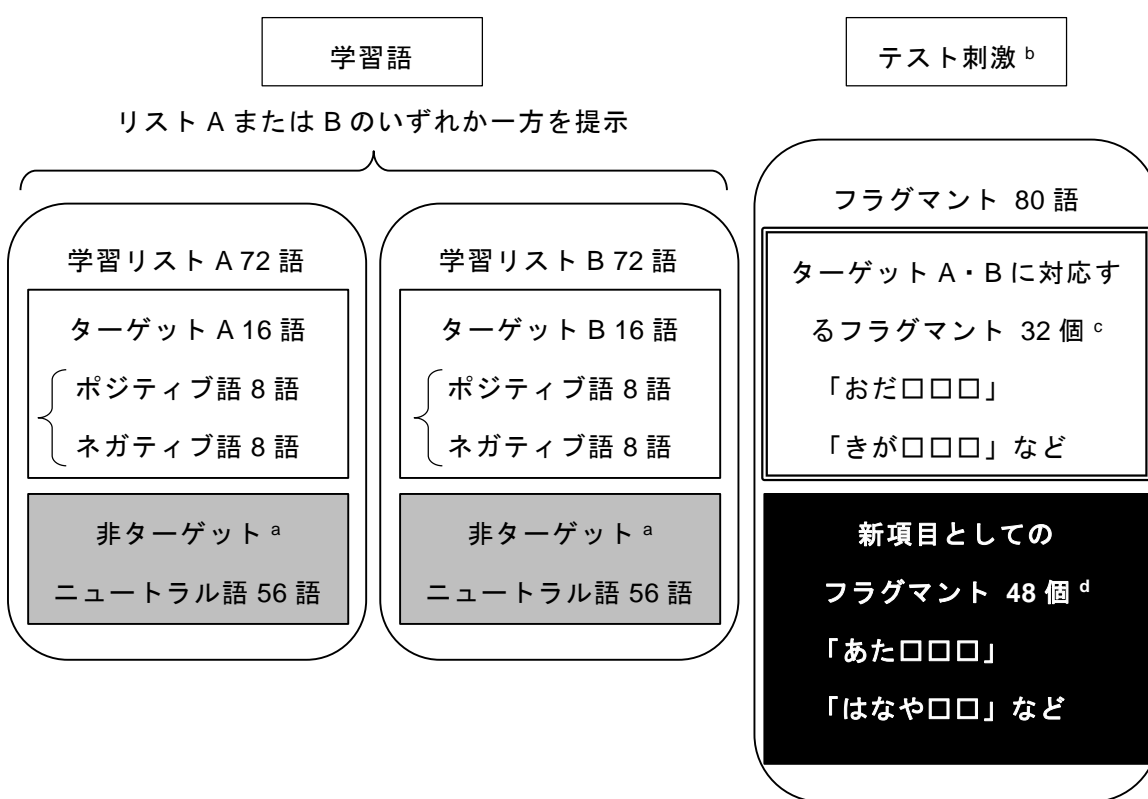 学習語
リスト A または B のいずれか一方を提示
学習リスト A 72 語
ターゲット A 16 語
ポジティブ語 8 語
ネガティブ語 8 語
非ターゲット a
ニュートラル語 56 語
学習リスト B 72 語
ターゲット B 16 語
ポジティブ語 8 語
ネガティブ語 8 語
非ターゲット a
ニュートラル語 56 語
テスト刺激 b
フラグマント 80 語
ターゲット A・B に対応す
るフラグマント 32 個 c
「おだ□□□」
「きが□□□」など
新項目としての
フラグマント 48 個 d
「あた□□□」
「はなや□□」など